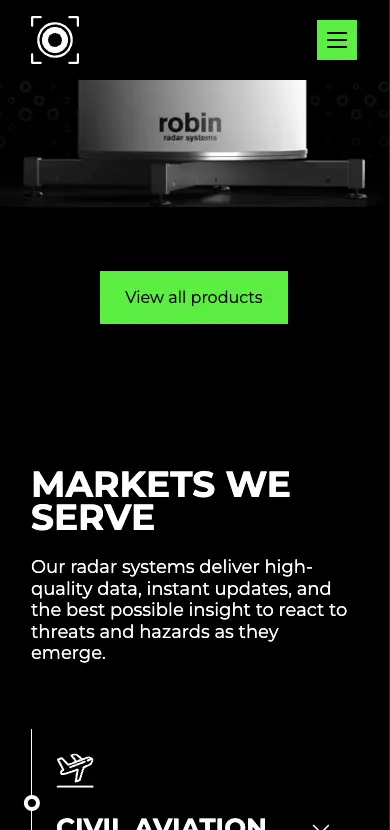 robin
radar systems
View all products
MARKETS WE
SERVE
Our radar systems deliver high-
quality data, instant updates, and
the best possible insight to react to
threats and hazards as they
emerge.
CIVIL AVIATION